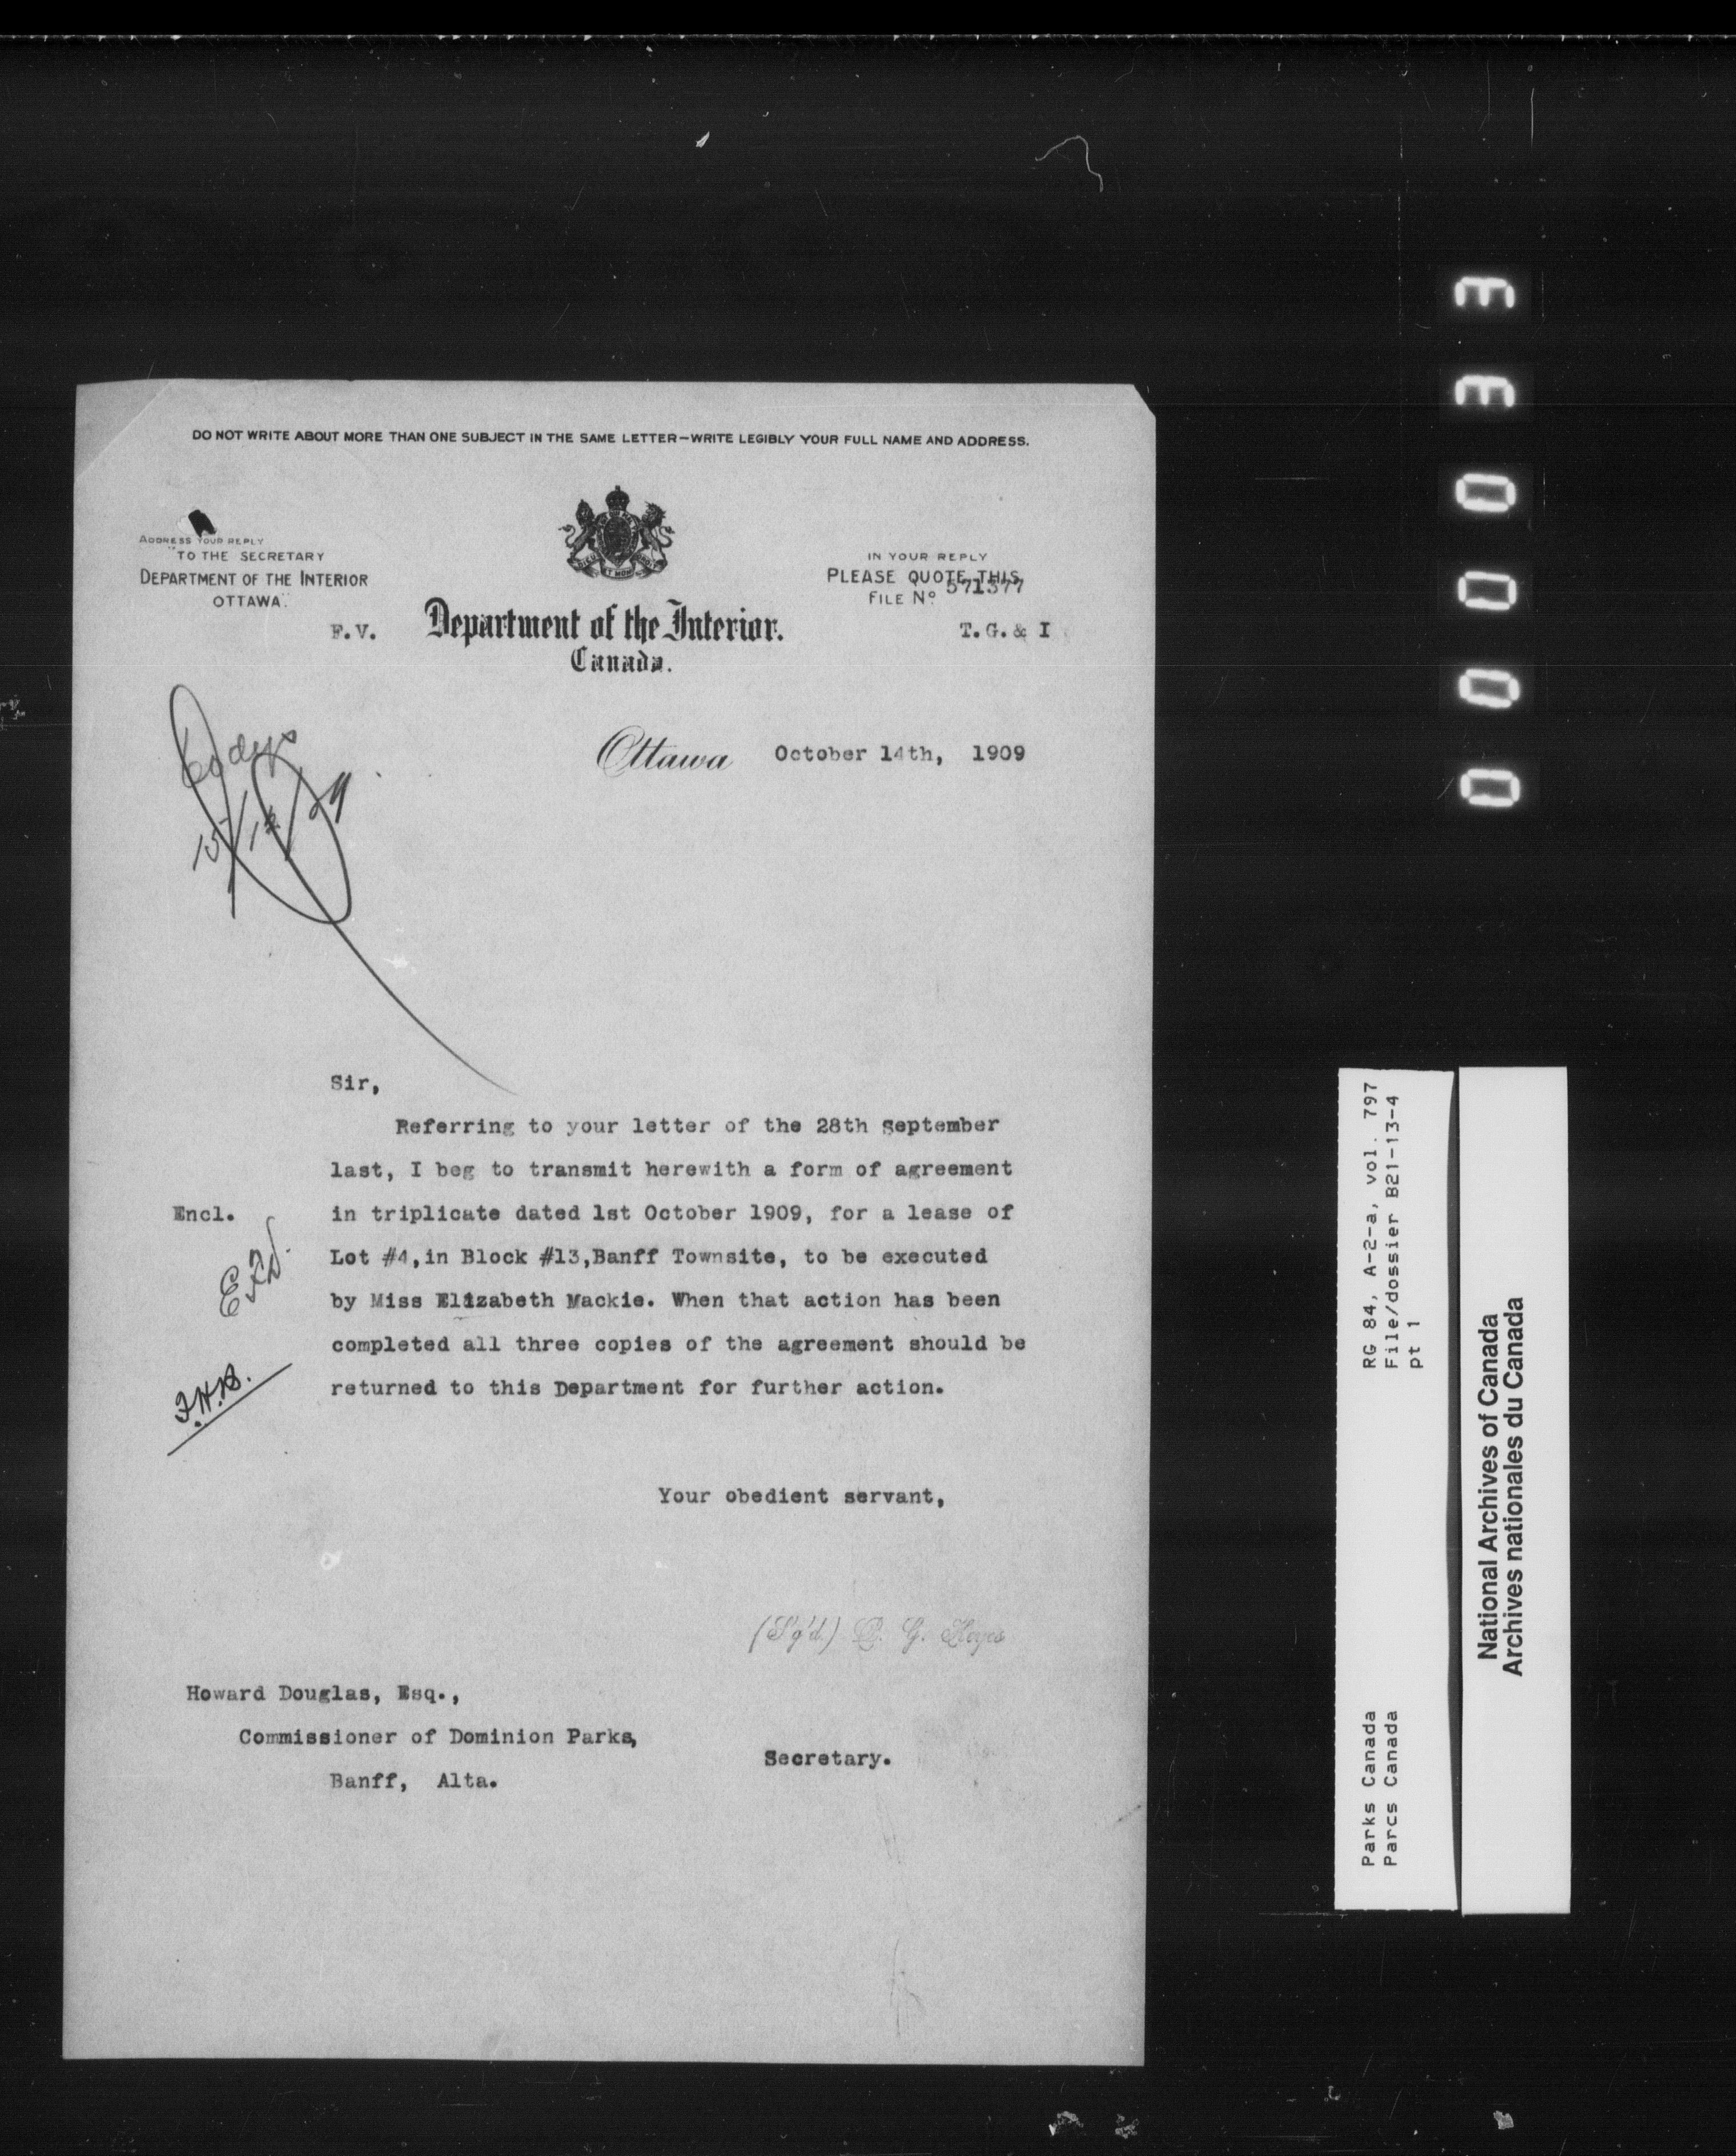 DO NOT WRITE ABOUT MORE THAN ONE SUBJECT IN THE SAME LETTER—WRITE LEGIBLY YOUR FULL NAME AND ADDRESS.
ADDRESS YOUR REPLY
"TO THE SECRETARY
DEPARTMENT OF THE INTERIOR
OTTAWA."
IN YOUR REPLY
PLEASE QUOTE THIS
FILE No. 571377
F.V.
Department of the Interior.
Canada.
T.G.& I
Ottawa October 14th, 1909
Sir,
Referring to your letter of the 28th September
last, I beg to transmit herewith a form of agreement
Encl.
in triplicate dated 1st October 1909, for a lease of
Lot #4,in Block #13,Banff Townsite, to be executed
by Miss Elizabeth Mackie. When that action has been
completed all three copies of the agreement should be
returned to this Department for further action.
F.H.B.
Your obedient servant,
(Sg'd.) P. G. Keyes
Howard Douglas, Esq.,
Commissioner of Dominion Parks,
Banff, Alta.
Secretary.
000033
RG 84, A-2-a, vol. 797
File/dossier B21-13-4
pt 1
Parks Canada
Parcs Canada
National Archives of Canada
Archives nationales du Canada